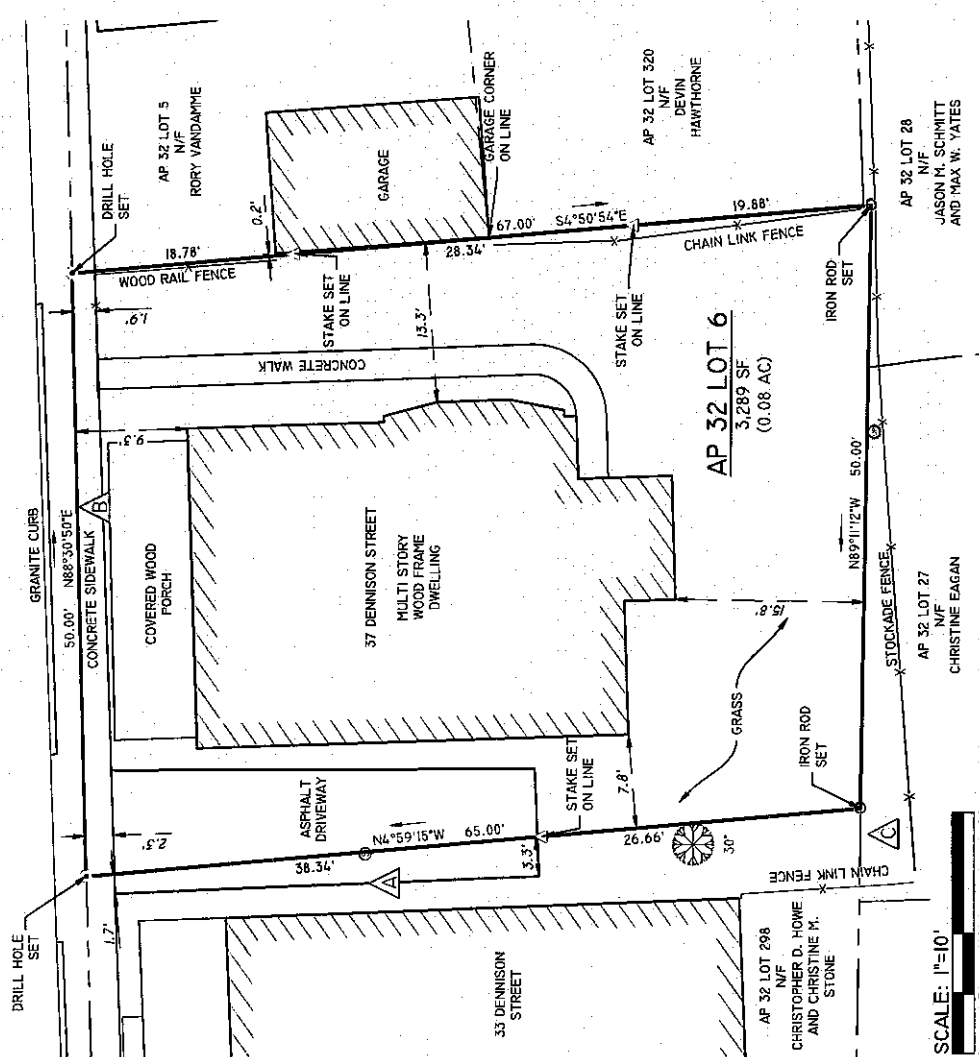 GRANITE CURB
50.00' N88°30'50"E
CONCRETE SIDEWALK
B
DRILL HOLE
SET
DRILL HOLE
SET
AP 32 LOT 5
N/F
RORY VANDAMME
18.78'
WOOD RAIL FENCE
0.2'
GARAGE
GARAGE CORNER
ON LINE
1.9'
9.3'
2.3'
1.7'
COVERED WOOD
PORCH
CONCRETE WALK
STAKE SET
ON LINE
13.3'
28.34'
67.00'
S4°50'54"E
19.88'
CHAIN LINK FENCE
STAKE SET
ON LINE
AP 32 LOT 320
N/F
DEVIN
HAWTHORNE
37 DENNISON STREET
MULTI STORY
WOOD FRAME
DWELLING
AP 32 LOT 6
3,289 SF
(0.08 AC)
ASPHALT
DRIVEWAY
N4°59'15"W
65.00'
38.34'
A
3.3'
STAKE SET
ON LINE
7.8'
26.66'
30"
GRASS
15.8'
N89°11'12"W 50.00'
IRON ROD
SET
IRON ROD
SET
STOCKADE FENCE
C
CHAIN LINK FENCE
33 DENNISON
STREET
AP 32 LOT 298
N/F
CHRISTOPHER D. HOWE
AND CHRISTINE M.
STONE
AP 32 LOT 27
N/F
CHRISTINE EAGAN
AP 32 LOT 28
N/F
JASON M. SCHMITT
AND MAX W. YATES
SCALE: 1"=10'